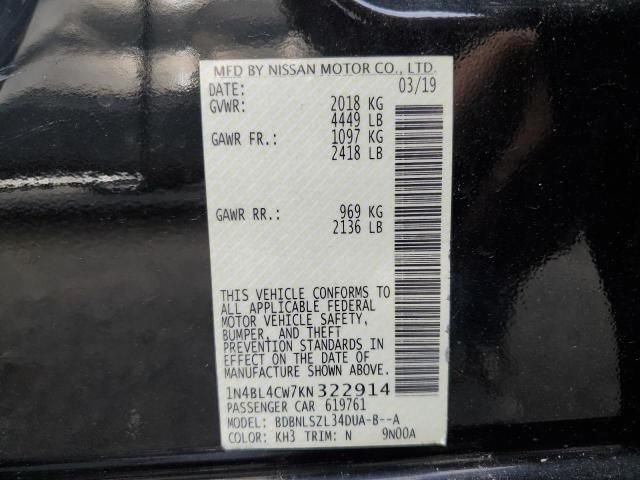 MFD BY NISSAN MOTOR CO., LTD.
DATE: 03/19
GVWR: 2018 KG
4449 LB
GAWR FR.: 1097 KG
2418 LB
GAWR RR.: 969 KG
2136 LB
THIS VEHICLE CONFORMS TO
ALL APPLICABLE FEDERAL
MOTOR VEHICLE SAFETY,
BUMPER, AND THEFT
PREVENTION STANDARDS IN
EFFECT ON THE DATE OF
MANUFACTURE SHOWN ABOVE.
1N4BL4CW7KN322914
PASSENGER CAR 619761
MODEL: BDBNLSZL34DUA-B--A
COLOR: KH3 TRIM: N 9N00A